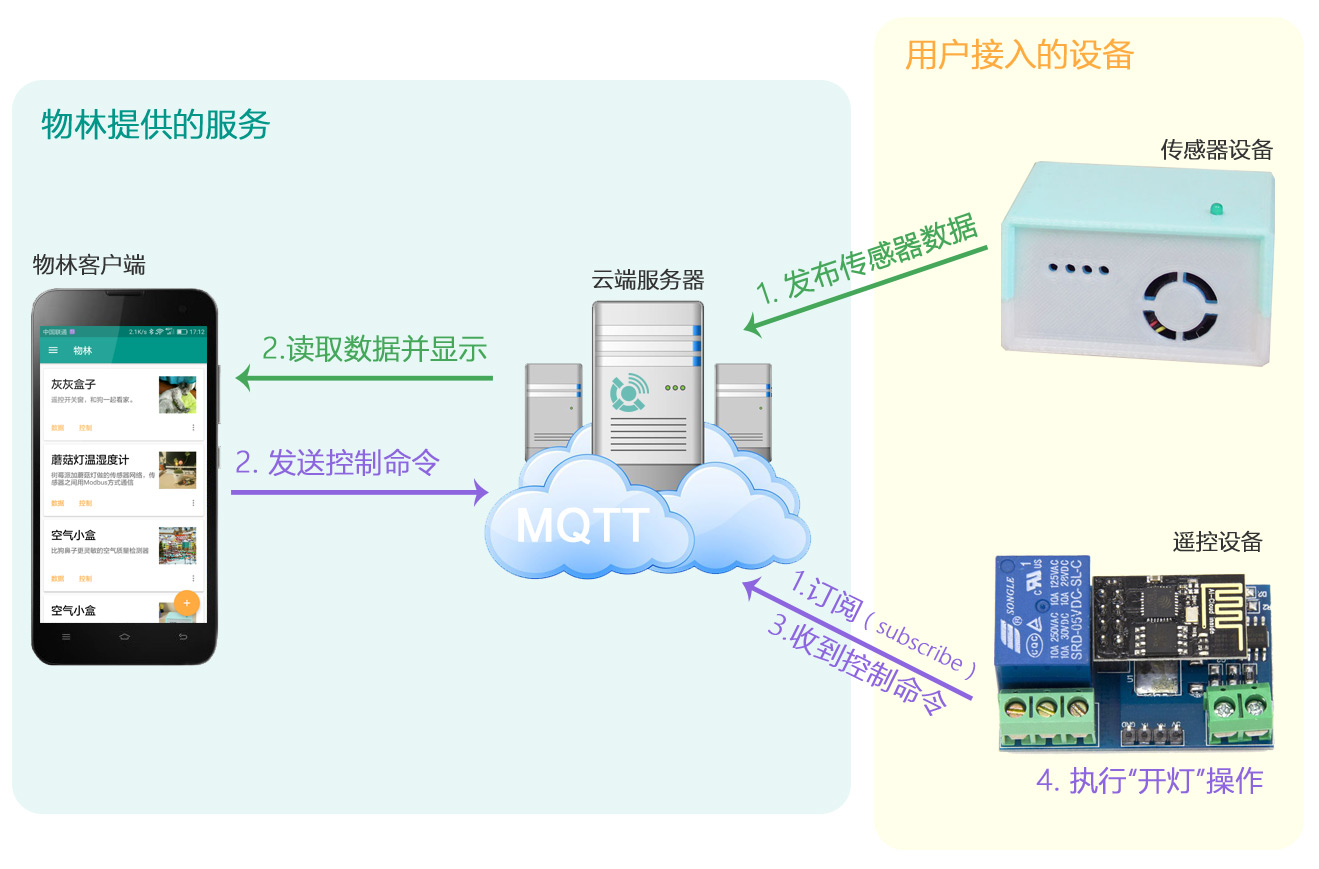 用户接入的设备
物林提供的服务
传感器设备
1. 发布传感器数据
物林客户端
云端服务器
中国联通
2.1K/s
17:12
物林
2.读取数据并显示
灰灰盒子
遥控开关窗，和狗一起看家。
数据 控制
2. 发送控制命令
蘑菇灯温湿度计
树莓派加蘑菇灯做的传感器网络，传
感器之间用Modbus方式通信
数据 控制
空气小盒
比狗鼻子更灵敏的空气质量检测器
数据 控制
空气小盒
MQTT
遥控设备
1.订阅 ( subscribe )
3.收到控制命令
SONGLE
10A 250VAC 10A 125VAC
10A 30VDC 10A 28VDC
SRD-05VDC-SL-C
4. 执行“开灯”操作